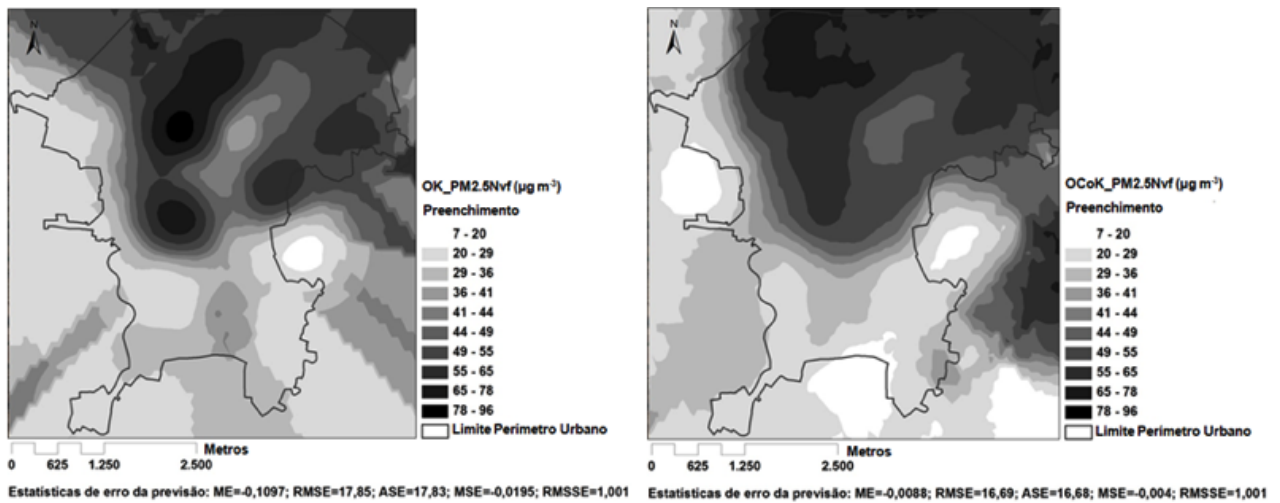 N
OK_PM2.5Nvf (µg m-³)
Preenchimento
7 - 20
20 - 29
29 - 36
36 - 41
41 - 44
44 - 49
49 - 55
55 - 65
65 - 78
78 - 96
Limite Perímetro Urbano
Metros
0 625 1.250 2.500
Estatísticas de erro da previsão: ME=-0,1097; RMSE=17,85; ASE=17,83; MSE=-0,0195; RMSSE=1,001
N
OCoK_PM2.5Nvf (µg m-³)
Preenchimento
7 - 20
20 - 29
29 - 36
36 - 41
41 - 44
44 - 49
49 - 55
55 - 65
65 - 78
78 - 96
Limite Perímetro Urbano
Metros
0 625 1.250 2.500
Estatísticas de erro da previsão: ME=-0,0088; RMSE=16,69; ASE=16,68; MSE=-0,004; RMSSE=1,001